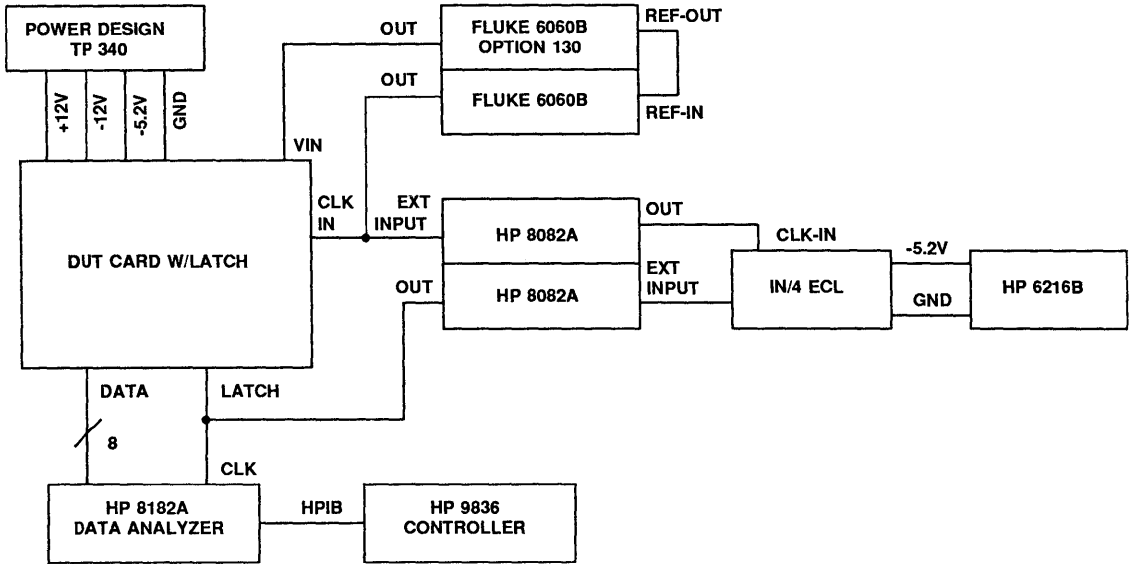 POWER DESIGN
TP 340
+12V
-12V
-5.2V
GND
OUT
FLUKE 6060B
OPTION 130
REF-OUT
OUT
FLUKE 6060B
REF-IN
VIN
CLK
IN
EXT
INPUT
DUT CARD W/LATCH
HP 8082A
OUT
CLK-IN
OUT
HP 8082A
EXT
INPUT
IN/4 ECL
-5.2V
GND
HP 6216B
DATA
LATCH
8
CLK
HP 8182A
DATA ANALYZER
HPIB
HP 9836
CONTROLLER